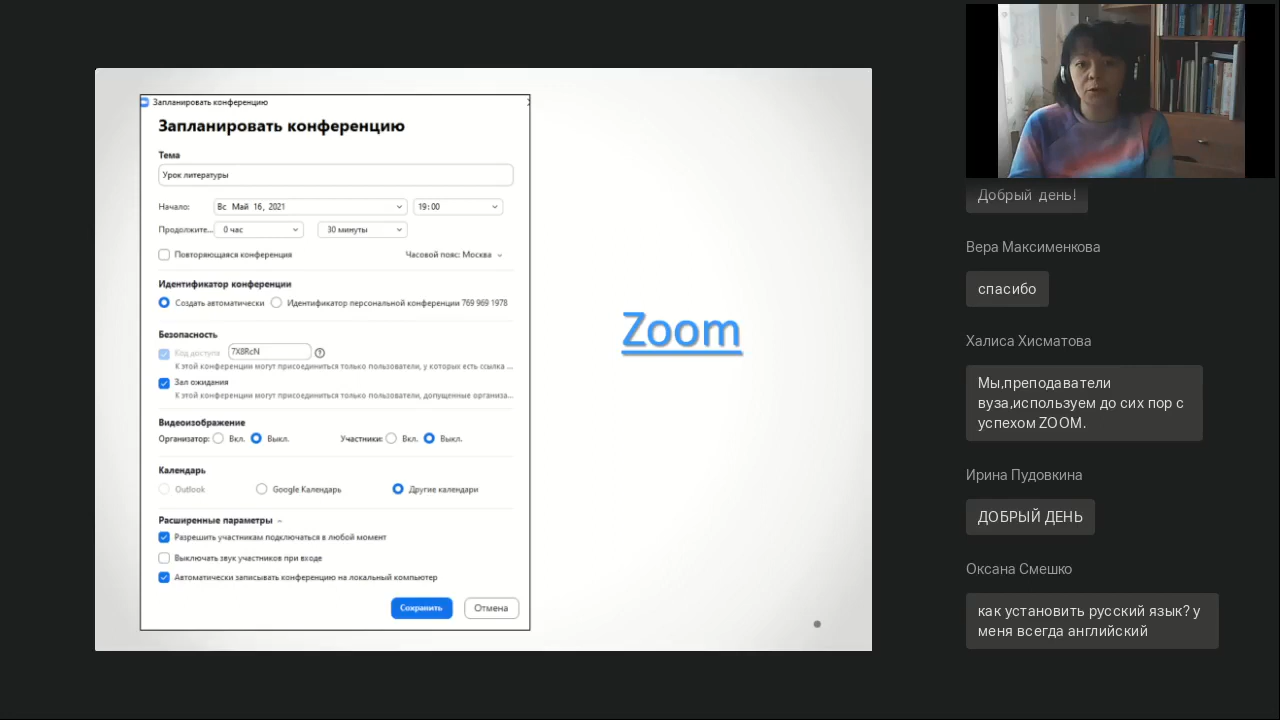 Запланировать конференцию
Запланировать конференцию
Тема
Урок литературы
Начало: Вс Май 16, 2021 19:00
Продолжите... 0 час 30 минуты
Повторяющаяся конференция Часовой пояс: Москва
Идентификатор конференции
Создать автоматически Идентификатор персональной конференции 769 969 1978
Безопасность
Код доступа 7X8RcN
К этой конференции могут присоединиться только пользователи, у которых есть ссылка ...
Зал ожидания
К этой конференции могут присоединиться только пользователи, допущенные организа...
Видеоизображение
Организатор: Вкл. Выкл. Участники: Вкл. Выкл.
Календарь
Outlook Google Календарь Другие календари
Расширенные параметры
Разрешить участникам подключаться в любой момент
Выключать звук участников при входе
Автоматически записывать конференцию на локальный компьютер
Сохранить Отмена
Zoom
Добрый день!
Вера Максименкова
спасибо
Халиса Хисматова
Мы,преподаватели
вуза,используем до сих пор с
успехом ZOOM.
Ирина Пудовкина
ДОБРЫЙ ДЕНЬ
Оксана Смешко
как установить русский язык? у
меня всегда английский